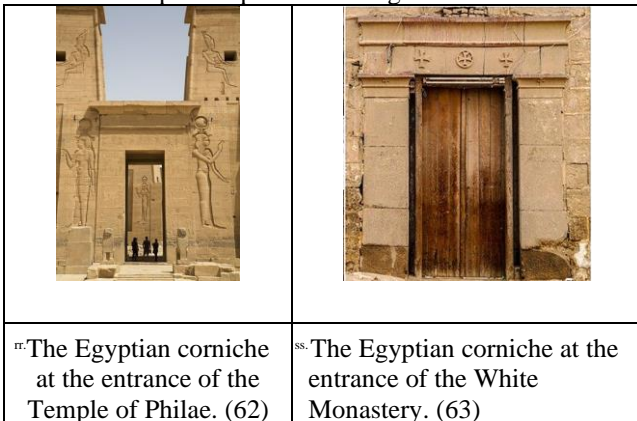 rr.The Egyptian corniche
at the entrance of the
Temple of Philae. (62)
ss.The Egyptian corniche at the
entrance of the White
Monastery. (63)